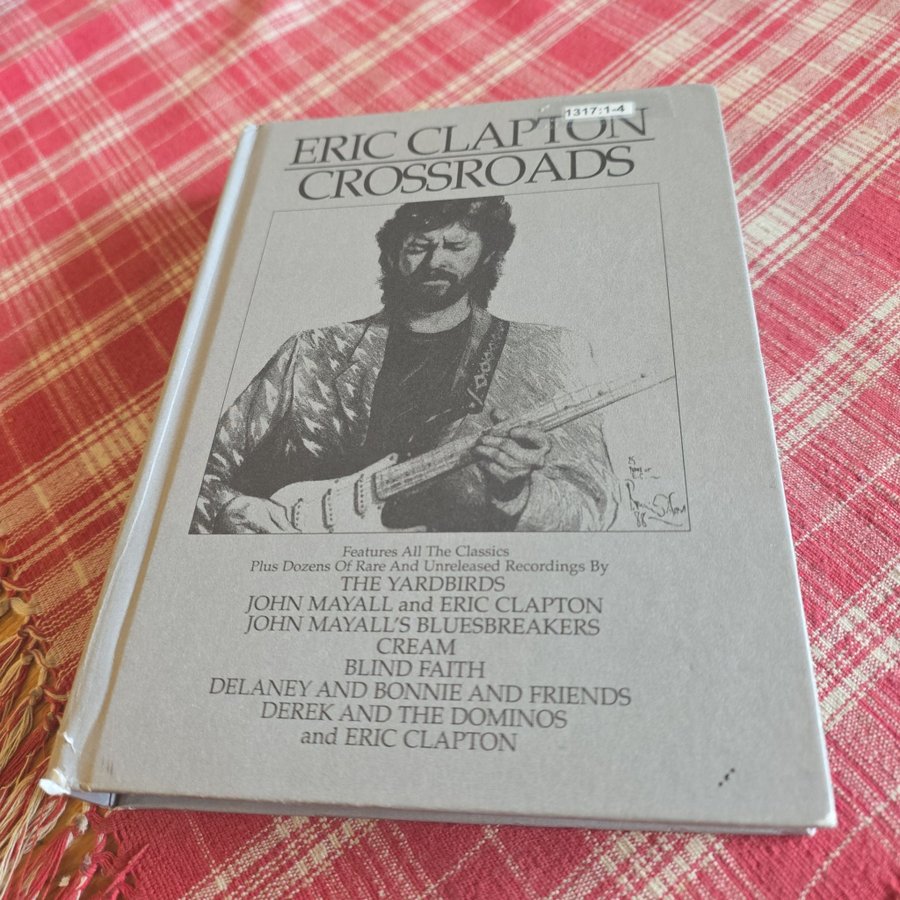 1317:1-4
ERIC CLAPTON
CROSSROADS
Features All The Classics
Plus Dozens Of Rare And Unreleased Recordings By
THE YARDBIRDS
JOHN MAYALL and ERIC CLAPTON
JOHN MAYALL'S BLUESBREAKERS
CREAM
BLIND FAITH
DELANEY AND BONNIE AND FRIENDS
DEREK AND THE DOMINOS
and ERIC CLAPTON